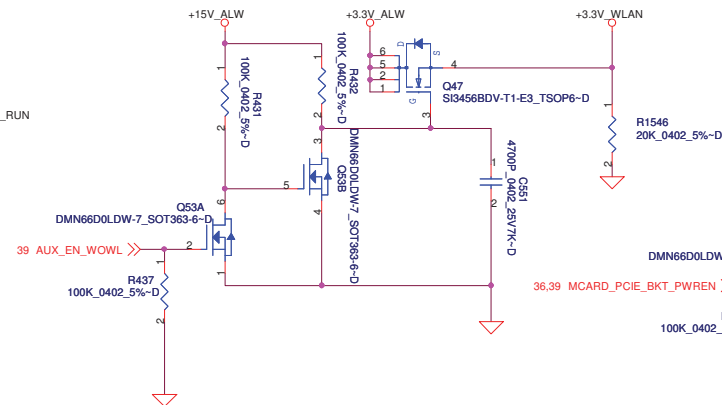 +15V_ALW
+3.3V_ALW
+3.3V_WLAN
_RUN
1
R431
100K_0402_5%~D
2
1
R432
100K_0402_5%~D
2
6
5
2
1
D
S
G
4
3
Q47
SI3456BDV-T1-E3_TSOP6~D
1
R1546
20K_0402_5%~D
2
3
5
4
Q53B
DMN66D0LDW-7_SOT363-6~D
1
C551
4700P_0402_25V7K~D
2
Q53A
DMN66D0LDW-7_SOT363-6~D
6
2
1
39 AUX_EN_WOWL
1
R437
100K_0402_5%~D
2
DMN66D0LDW
36,39 MCARD_PCIE_BKT_PWREN
100K_0402_